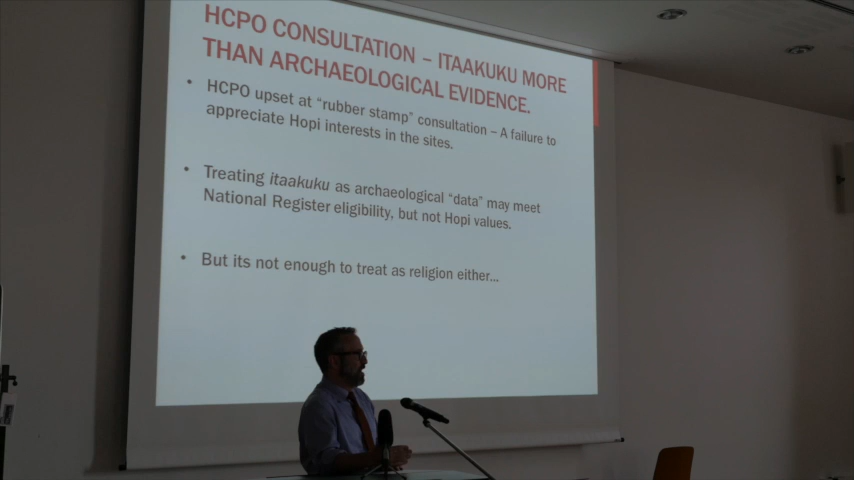 HCPO CONSULTATION – ITAAKUKU MORE
THAN ARCHAEOLOGICAL EVIDENCE.
• HCPO upset at "rubber stamp" consultation – A failure to
appreciate Hopi interests in the sites.
• Treating itaakuku as archaeological "data" may meet
National Register eligibility, but not Hopi values.
• But its not enough to treat as religion either...